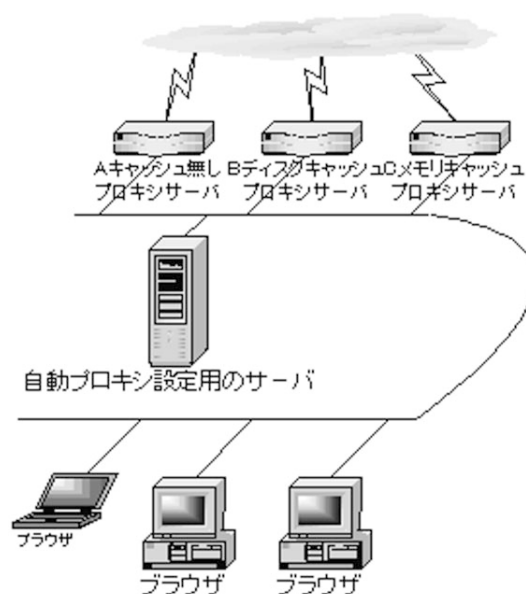 Aキャッシュ無し
プロキシサーバ
Bディスクキャッシュ
プロキシサーバ
Cメモリキャッシュ
プロキシサーバ
自動プロキシ設定用のサーバ
ブラウザ
ブラウザ
ブラウザ